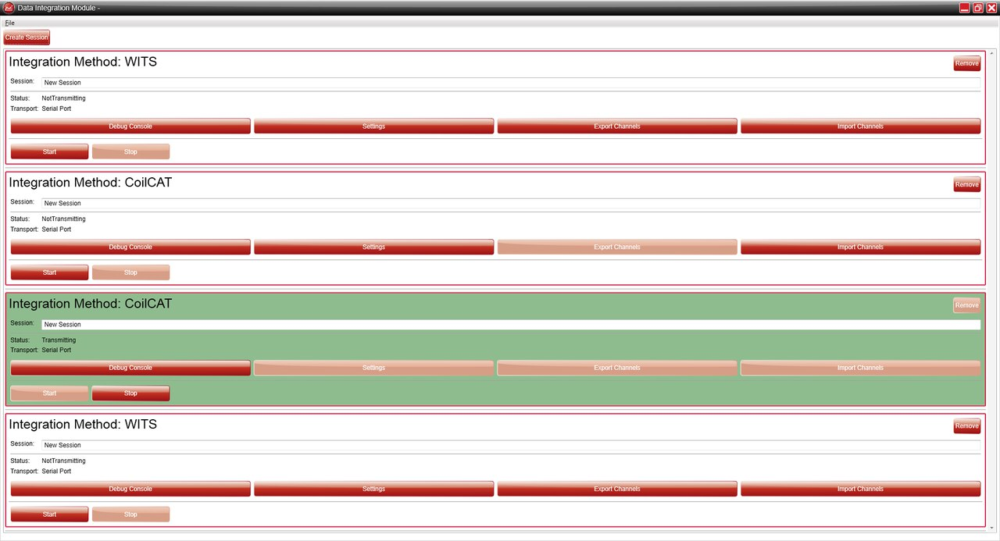 Data Integration Module -
File
Create Session
Integration Method: WITS
Remove
Session: New Session
Status: NotTransmitting
Transport: Serial Port
Debug Console Settings Export Channels Import Channels
Start Stop
Integration Method: CoilCAT
Remove
Session: New Session
Status: NotTransmitting
Transport: Serial Port
Debug Console Settings Export Channels Import Channels
Start Stop
Integration Method: CoilCAT
Remove
Session: New Session
Status: Transmitting
Transport: Serial Port
Debug Console Settings Export Channels Import Channels
Start Stop
Integration Method: WITS
Remove
Session: New Session
Status: NotTransmitting
Transport: Serial Port
Debug Console Settings Export Channels Import Channels
Start Stop